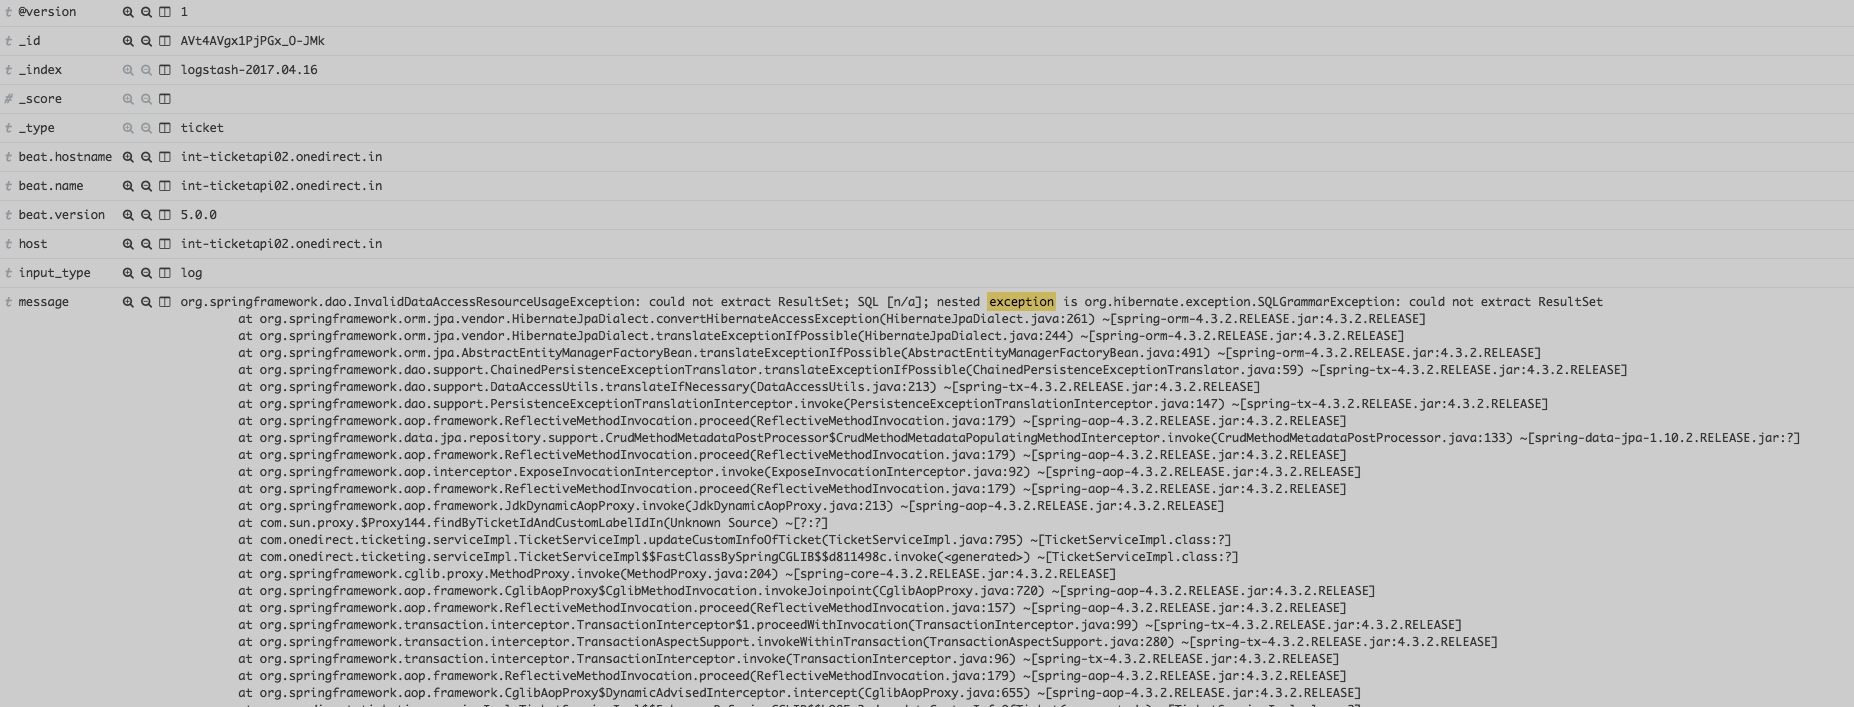 t @version 1
t _id AVt4AVgx1PjPGx_O-JMk
t _index logstash-2017.04.16
# _score
t _type ticket
t beat.hostname int-ticketapi02.onedirect.in
t beat.name int-ticketapi02.onedirect.in
t beat.version 5.0.0
t host int-ticketapi02.onedirect.in
t input_type log
t message org.springframework.dao.InvalidDataAccessResourceUsageException: could not extract ResultSet; SQL [n/a]; nested exception is org.hibernate.exception.SQLGrammarException: could not extract ResultSet
at org.springframework.orm.jpa.vendor.HibernateJpaDialect.convertHibernateAccessException(HibernateJpaDialect.java:261) ~[spring-orm-4.3.2.RELEASE.jar:4.3.2.RELEASE]
at org.springframework.orm.jpa.vendor.HibernateJpaDialect.translateExceptionIfPossible(HibernateJpaDialect.java:244) ~[spring-orm-4.3.2.RELEASE.jar:4.3.2.RELEASE]
at org.springframework.orm.jpa.AbstractEntityManagerFactoryBean.translateExceptionIfPossible(AbstractEntityManagerFactoryBean.java:491) ~[spring-orm-4.3.2.RELEASE.jar:4.3.2.RELEASE]
at org.springframework.dao.support.ChainedPersistenceExceptionTranslator.translateExceptionIfPossible(ChainedPersistenceExceptionTranslator.java:59) ~[spring-tx-4.3.2.RELEASE.jar:4.3.2.RELEASE]
at org.springframework.dao.support.DataAccessUtils.translateIfNecessary(DataAccessUtils.java:213) ~[spring-tx-4.3.2.RELEASE.jar:4.3.2.RELEASE]
at org.springframework.dao.support.PersistenceExceptionTranslationInterceptor.invoke(PersistenceExceptionTranslationInterceptor.java:147) ~[spring-tx-4.3.2.RELEASE.jar:4.3.2.RELEASE]
at org.springframework.aop.framework.ReflectiveMethodInvocation.proceed(ReflectiveMethodInvocation.java:179) ~[spring-aop-4.3.2.RELEASE.jar:4.3.2.RELEASE]
at org.springframework.data.jpa.repository.support.CrudMethodMetadataPostProcessor$CrudMethodMetadataPopulatingMethodInterceptor.invoke(CrudMethodMetadataPostProcessor.java:133) ~[spring-data-jpa-1.10.2.RELEASE.jar:?]
at org.springframework.aop.framework.ReflectiveMethodInvocation.proceed(ReflectiveMethodInvocation.java:179) ~[spring-aop-4.3.2.RELEASE.jar:4.3.2.RELEASE]
at org.springframework.aop.interceptor.ExposeInvocationInterceptor.invoke(ExposeInvocationInterceptor.java:92) ~[spring-aop-4.3.2.RELEASE.jar:4.3.2.RELEASE]
at org.springframework.aop.framework.ReflectiveMethodInvocation.proceed(ReflectiveMethodInvocation.java:179) ~[spring-aop-4.3.2.RELEASE.jar:4.3.2.RELEASE]
at org.springframework.aop.framework.JdkDynamicAopProxy.invoke(JdkDynamicAopProxy.java:213) ~[spring-aop-4.3.2.RELEASE.jar:4.3.2.RELEASE]
at com.sun.proxy.$Proxy144.findByTicketIdAndCustomLabelIdIn(Unknown Source) ~[?:?]
at com.onedirect.ticketing.serviceImpl.TicketServiceImpl.updateCustomInfoOfTicket(TicketServiceImpl.java:795) ~[TicketServiceImpl.class:?]
at com.onedirect.ticketing.serviceImpl.TicketServiceImpl$$FastClassBySpringCGLIB$$d811498c.invoke(<generated>) ~[TicketServiceImpl.class:?]
at org.springframework.cglib.proxy.MethodProxy.invoke(MethodProxy.java:204) ~[spring-core-4.3.2.RELEASE.jar:4.3.2.RELEASE]
at org.springframework.aop.framework.CglibAopProxy$CglibMethodInvocation.invokeJoinpoint(CglibAopProxy.java:720) ~[spring-aop-4.3.2.RELEASE.jar:4.3.2.RELEASE]
at org.springframework.aop.framework.ReflectiveMethodInvocation.proceed(ReflectiveMethodInvocation.java:157) ~[spring-aop-4.3.2.RELEASE.jar:4.3.2.RELEASE]
at org.springframework.transaction.interceptor.TransactionInterceptor$1.proceedWithInvocation(TransactionInterceptor.java:99) ~[spring-tx-4.3.2.RELEASE.jar:4.3.2.RELEASE]
at org.springframework.transaction.interceptor.TransactionAspectSupport.invokeWithinTransaction(TransactionAspectSupport.java:280) ~[spring-tx-4.3.2.RELEASE.jar:4.3.2.RELEASE]
at org.springframework.transaction.interceptor.TransactionInterceptor.invoke(TransactionInterceptor.java:96) ~[spring-tx-4.3.2.RELEASE.jar:4.3.2.RELEASE]
at org.springframework.aop.framework.ReflectiveMethodInvocation.proceed(ReflectiveMethodInvocation.java:179) ~[spring-aop-4.3.2.RELEASE.jar:4.3.2.RELEASE]
at org.springframework.aop.framework.CglibAopProxy$DynamicAdvisedInterceptor.intercept(CglibAopProxy.java:655) ~[spring-aop-4.3.2.RELEASE.jar:4.3.2.RELEASE]